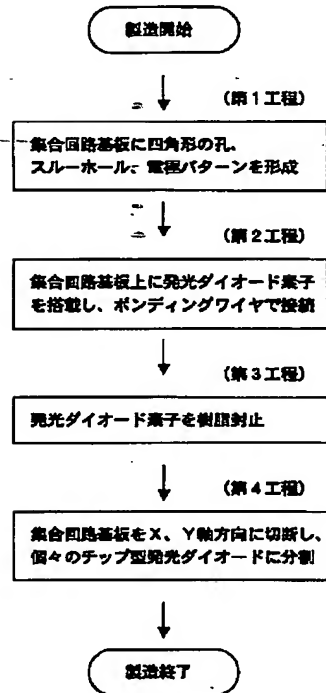 製造開始
(第1工程)
集合回路基板に四角形の孔、
スルーホール、電極パターンを形成
(第2工程)
集合回路基板上に発光ダイオード素子
を搭載し、ボンディングワイヤで接続
(第3工程)
発光ダイオード素子を樹脂封止
(第4工程)
集合回路基板をX、Y軸方向に切断し、
個々のチップ型発光ダイオードに分割
製造終了